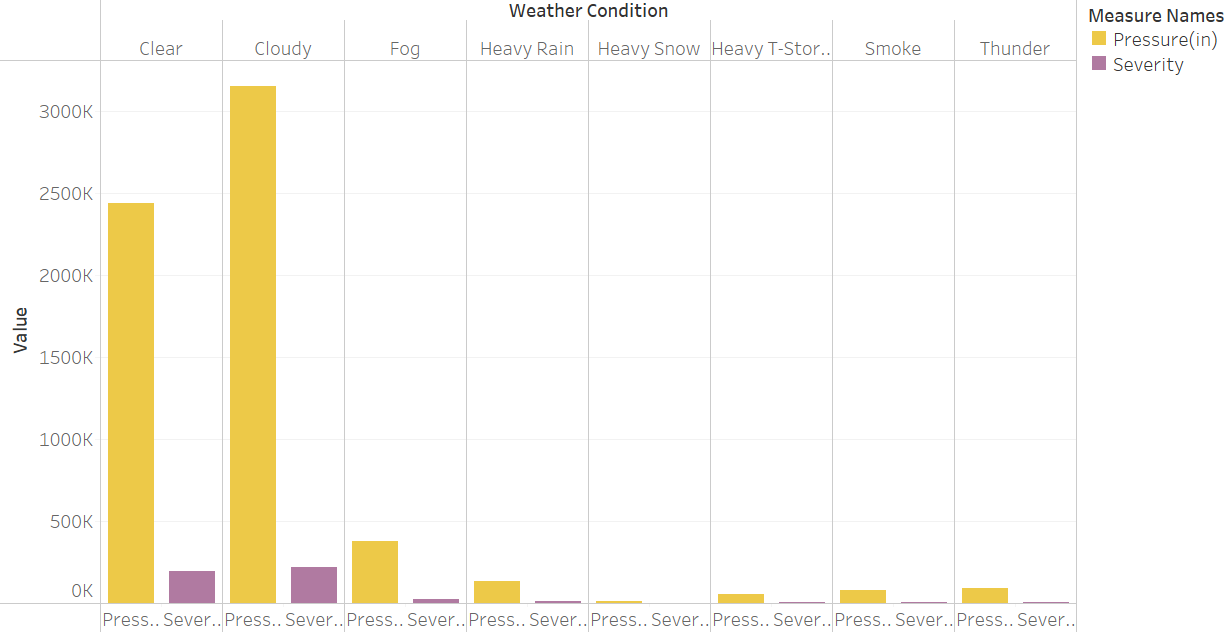 Weather Condition
Clear Cloudy Fog Heavy Rain Heavy Snow Heavy T-Stor.. Smoke Thunder
Measure Names
Pressure(in)
Severity
Value
3000K
2500K
2000K
1500K
1000K
500K
0K
Press.. Sever.. Press.. Sever.. Press.. Sever.. Press.. Sever.. Press.. Sever.. Press.. Sever.. Press.. Sever.. Press.. Sever..